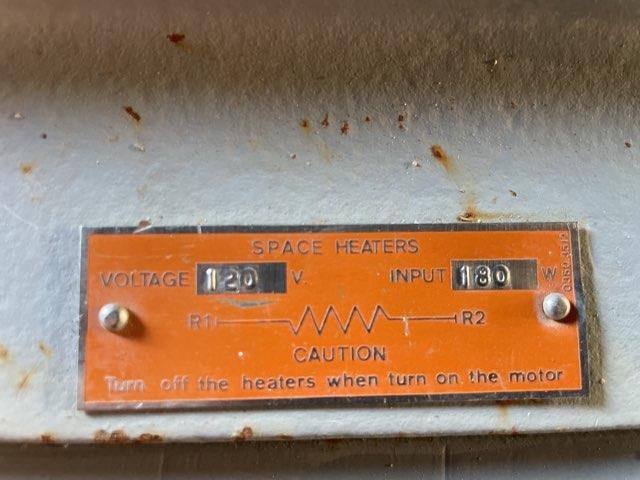 SPACE HEATERS
VOLTAGE 120 V. INPUT 180 W
R1 R2
CAUTION
Turn off the heaters when turn on the motor